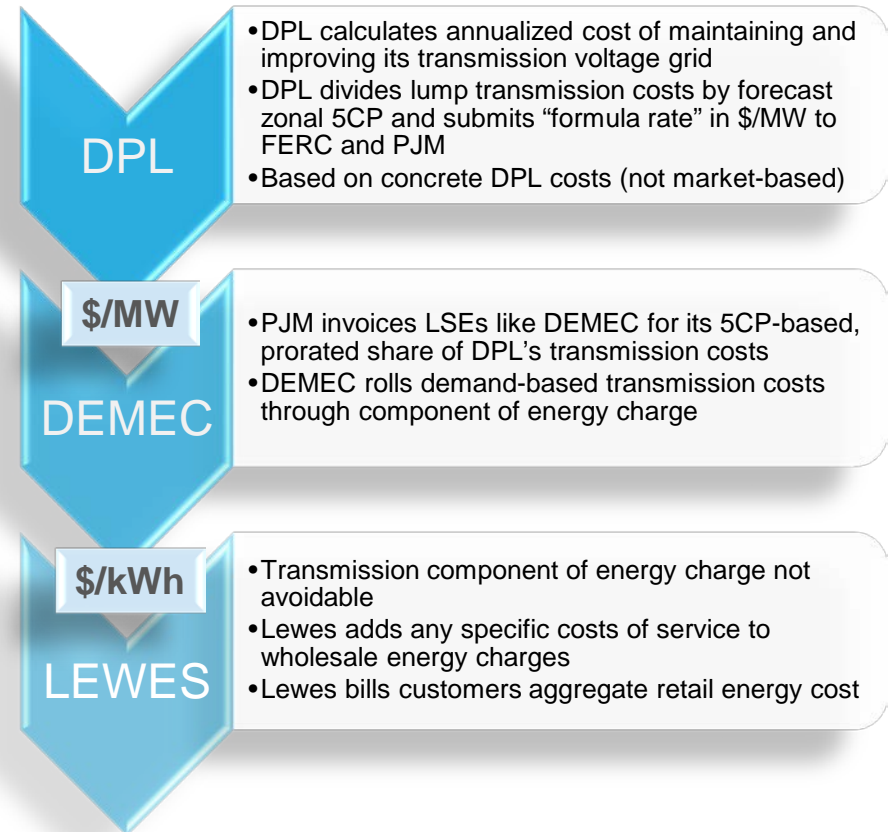 DPL
•DPL calculates annualized cost of maintaining and
improving its transmission voltage grid
•DPL divides lump transmission costs by forecast
zonal 5CP and submits “formula rate” in $/MW to
FERC and PJM
•Based on concrete DPL costs (not market-based)
$/MW
DEMEC
•PJM invoices LSEs like DEMEC for its 5CP-based,
prorated share of DPL’s transmission costs
•DEMEC rolls demand-based transmission costs
through component of energy charge
$/kWh
LEWES
•Transmission component of energy charge not
avoidable
•Lewes adds any specific costs of service to
wholesale energy charges
•Lewes bills customers aggregate retail energy cost